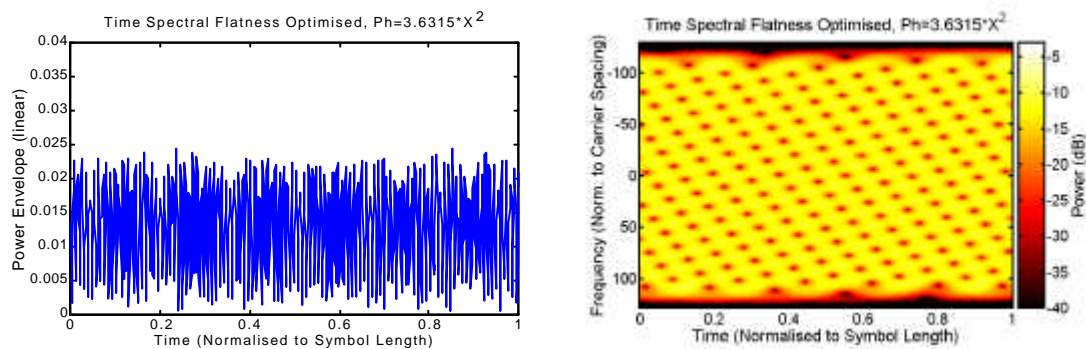 Time Spectral Flatness Optimised, Ph=3.6315*X^2
0.04
0.035
0.03
0.025
0.02
0.015
0.01
0.005
0
Power Envelope (linear)
0 0.2 0.4 0.6 0.8 1
Time (Normalised to Symbol Length)
Time Spectral Flatness Optimised, Ph=3.6315*X^2
Frequency (Norm. to Carrier Spacing)
-100
-50
0
50
100
0 0.2 0.4 0.6 0.8 1
Time (Normalised to Symbol Length)
-5
-10
-15
-20
-25
-30
-35
-40
Power (dB)